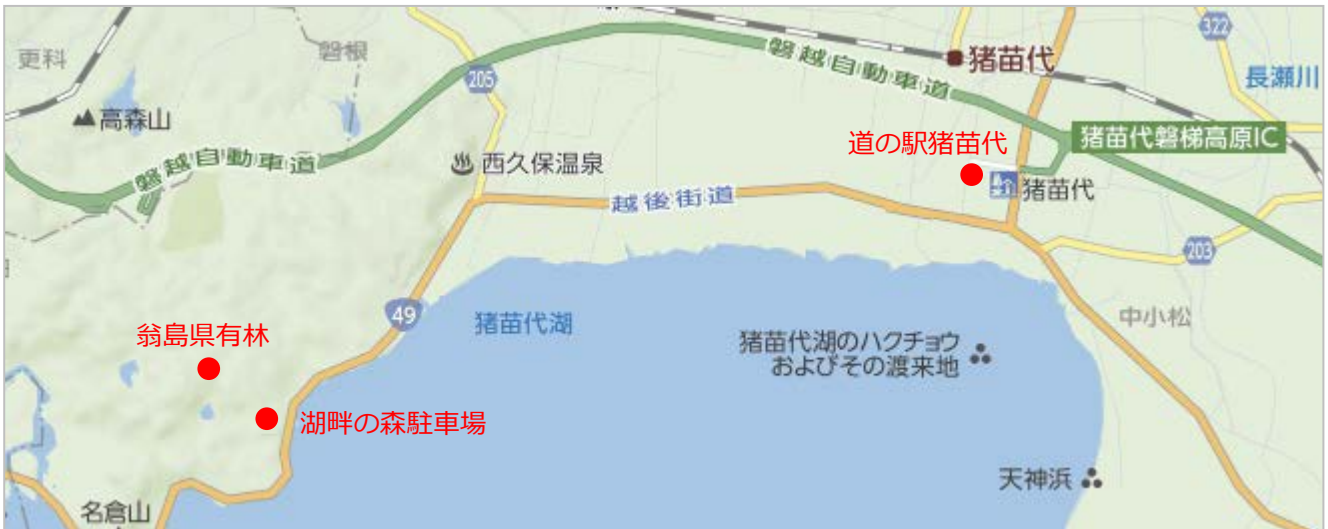 更科
磐根
322
猪苗代
長瀬川
205
磐越自動車道
高森山
猪苗代磐梯高原IC
道の駅猪苗代
磐越自動車道
西久保温泉
猪苗代
越後街道
203
49
猪苗代湖
中小松
翁島県有林
猪苗代湖のハクチョウ
およびその渡来地
湖畔の森駐車場
天神浜
名倉山